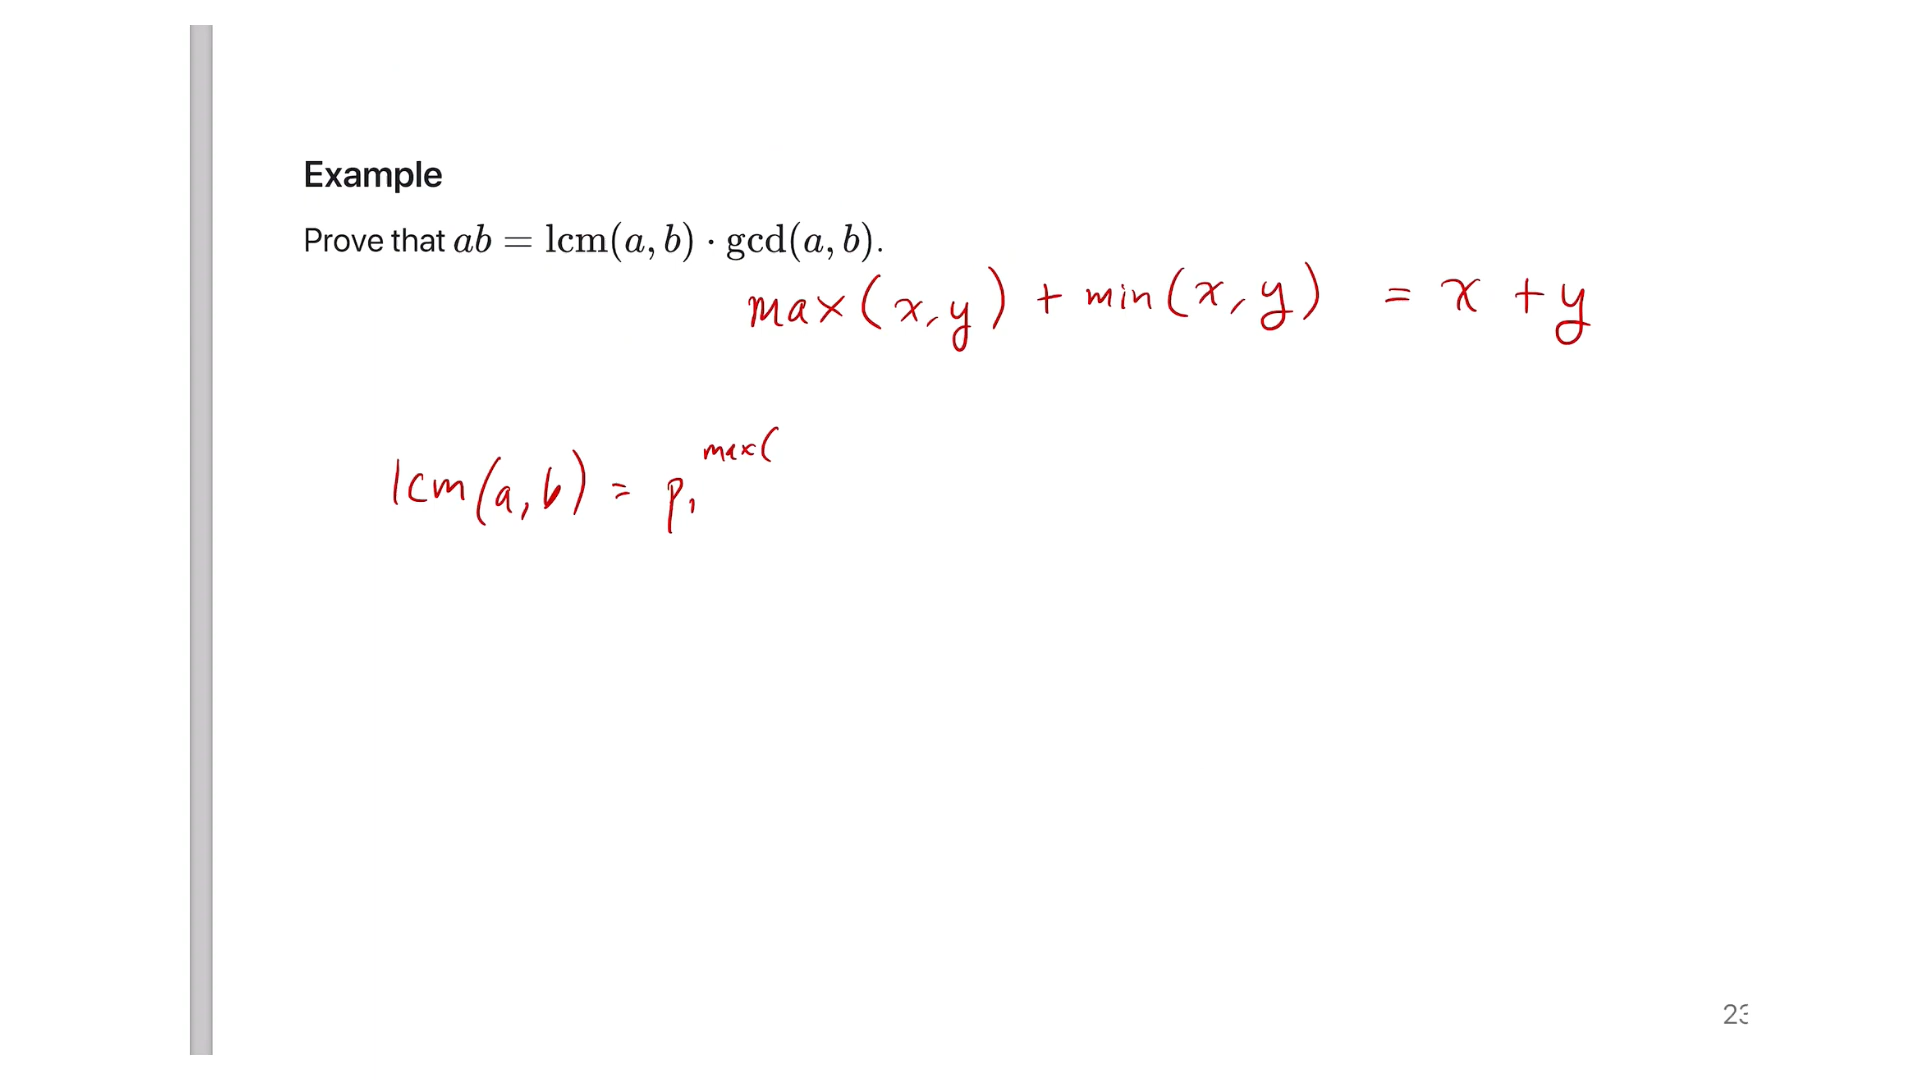 Example
Prove that ab = lcm(a, b) · gcd(a, b).
max(x, y) + min(x, y) = x + y
lcm(a, b) = p₁^max(
23